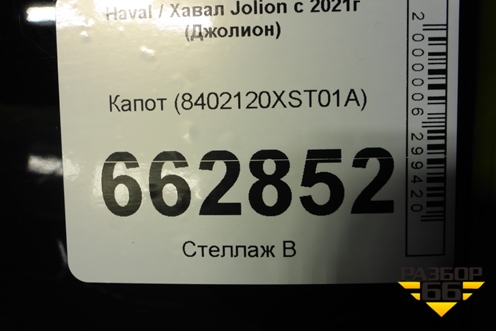 Haval / Хавал Jolion с 2021г
(Джолион)
Капот (8402120XST01A)
662852
Стеллаж В
2000006299420
РАЗБОР
66